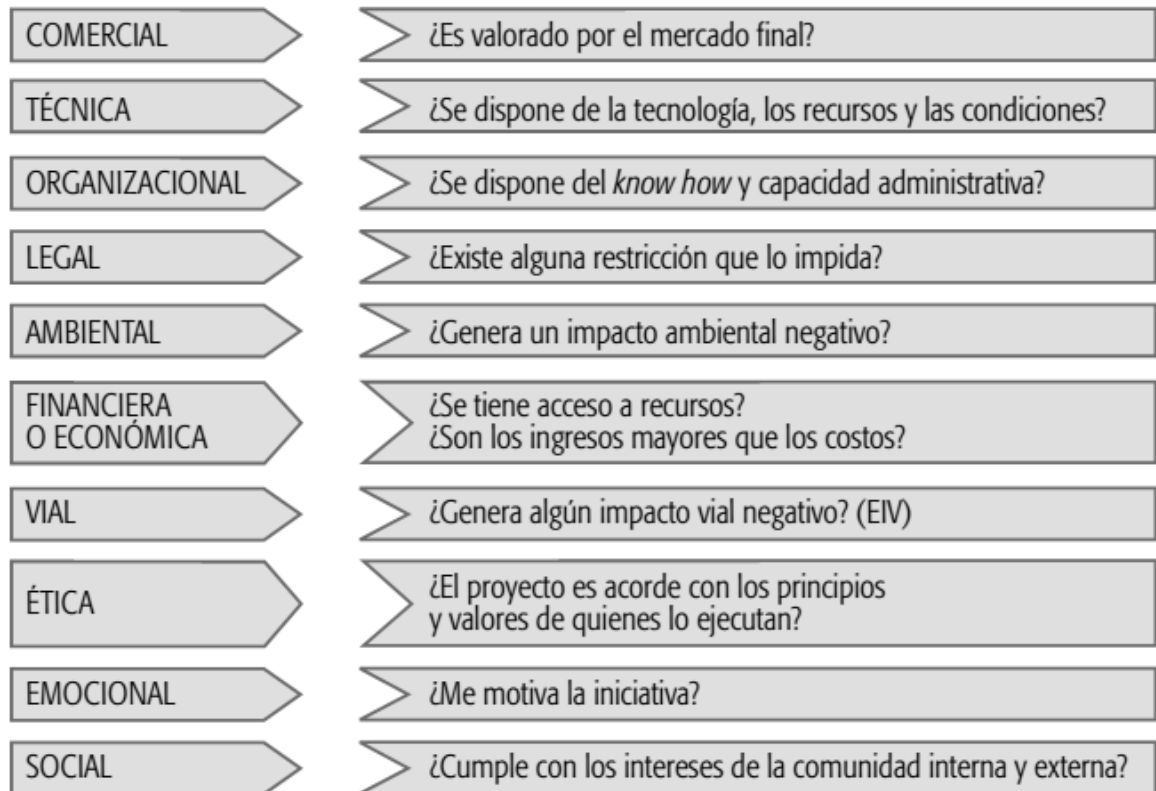 COMERCIAL
¿Es valorado por el mercado final?
TÉCNICA
¿Se dispone de la tecnología, los recursos y las condiciones?
ORGANIZACIONAL
¿Se dispone del know how y capacidad administrativa?
LEGAL
¿Existe alguna restricción que lo impida?
AMBIENTAL
¿Genera un impacto ambiental negativo?
FINANCIERA
O ECONÓMICA
¿Se tiene acceso a recursos?
¿Son los ingresos mayores que los costos?
VIAL
¿Genera algún impacto vial negativo? (EIV)
ÉTICA
¿El proyecto es acorde con los principios
y valores de quienes lo ejecutan?
EMOCIONAL
¿Me motiva la iniciativa?
SOCIAL
¿Cumple con los intereses de la comunidad interna y externa?